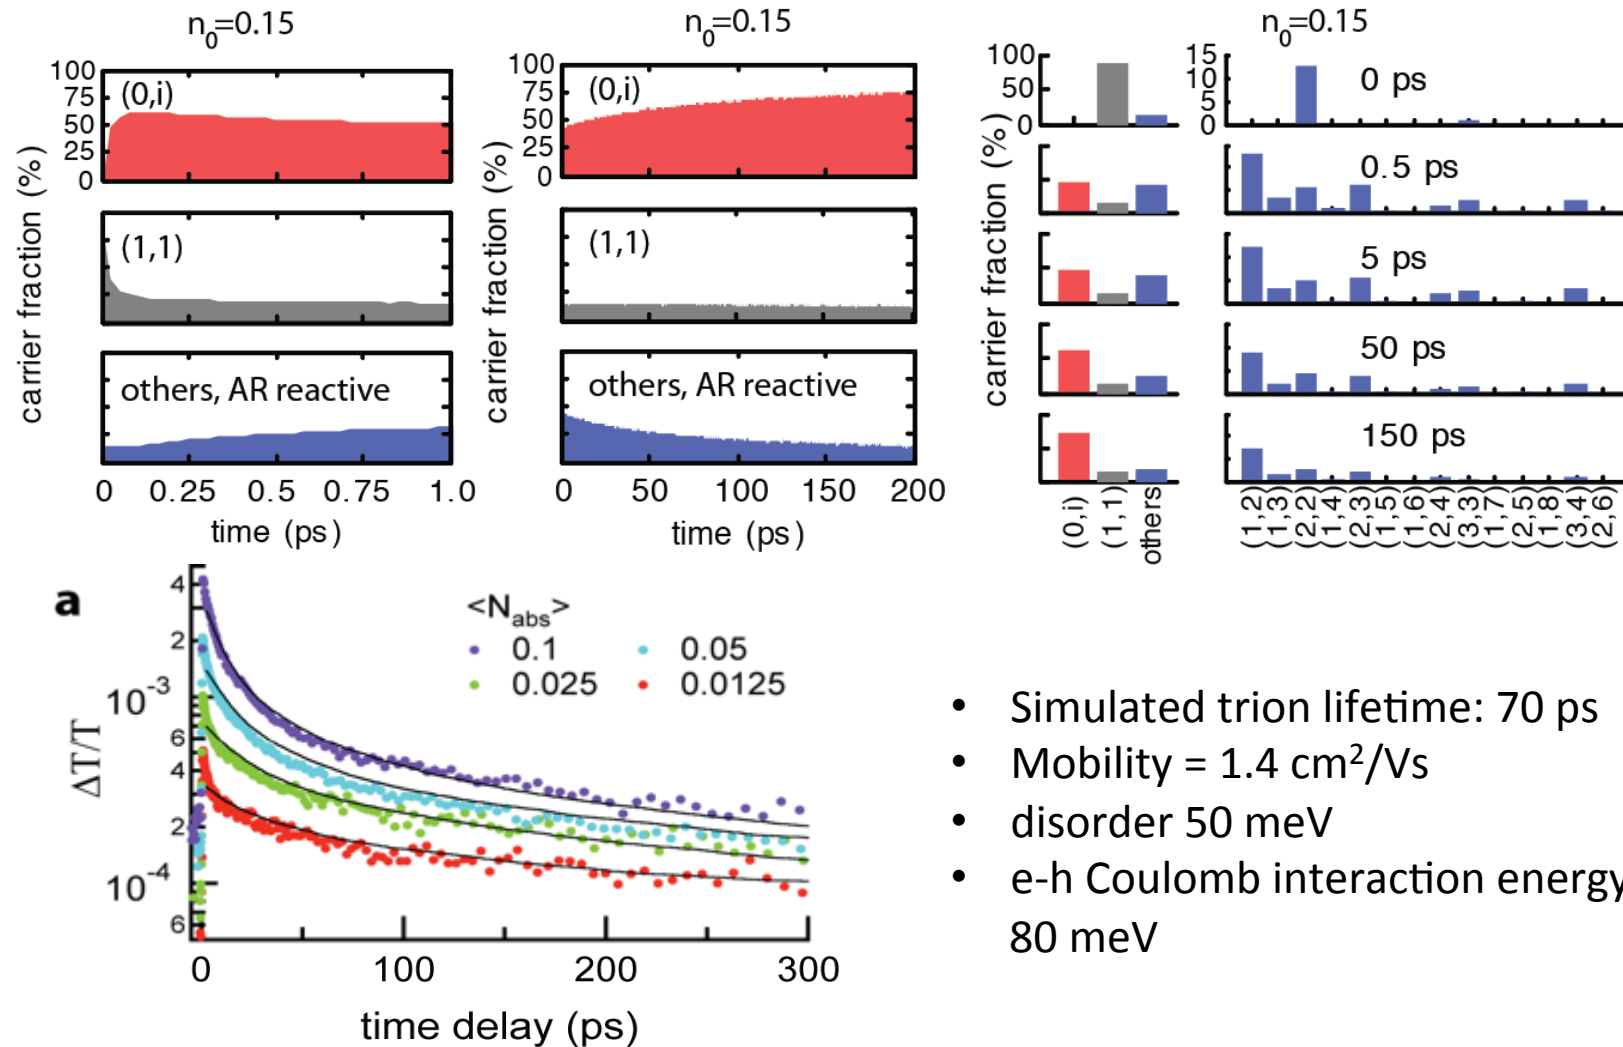 n0=0.15
n0=0.15
n0=0.15
carrier fraction (%)
100
75
50
25
0
(0,i)
(1,1)
others, AR reactive
0 0.25 0.5 0.75 1.0
time (ps)
carrier fraction (%)
100
75
50
25
0
(0,i)
(1,1)
others, AR reactive
0 50 100 150 200
time (ps)
carrier fraction (%)
100
50
0
15
10
5
0
0 ps
0.5 ps
5 ps
50 ps
150 ps
(0,i)
(1,1)
others
(1,2)
(1,3)
(2,2)
(1,4)
(2,3)
(1,5)
(1,6)
(2,4)
(3,3)
(1,7)
(2,5)
(1,8)
(3,4)
(2,6)
a
<Nabs>
0.1 0.05
0.025 0.0125
ΔT/T
4
2
10-3
6
4
2
10-4
6
0 100 200 300
time delay (ps)
• Simulated trion lifetime: 70 ps
• Mobility = 1.4 cm2/Vs
• disorder 50 meV
• e-h Coulomb interaction energy
80 meV